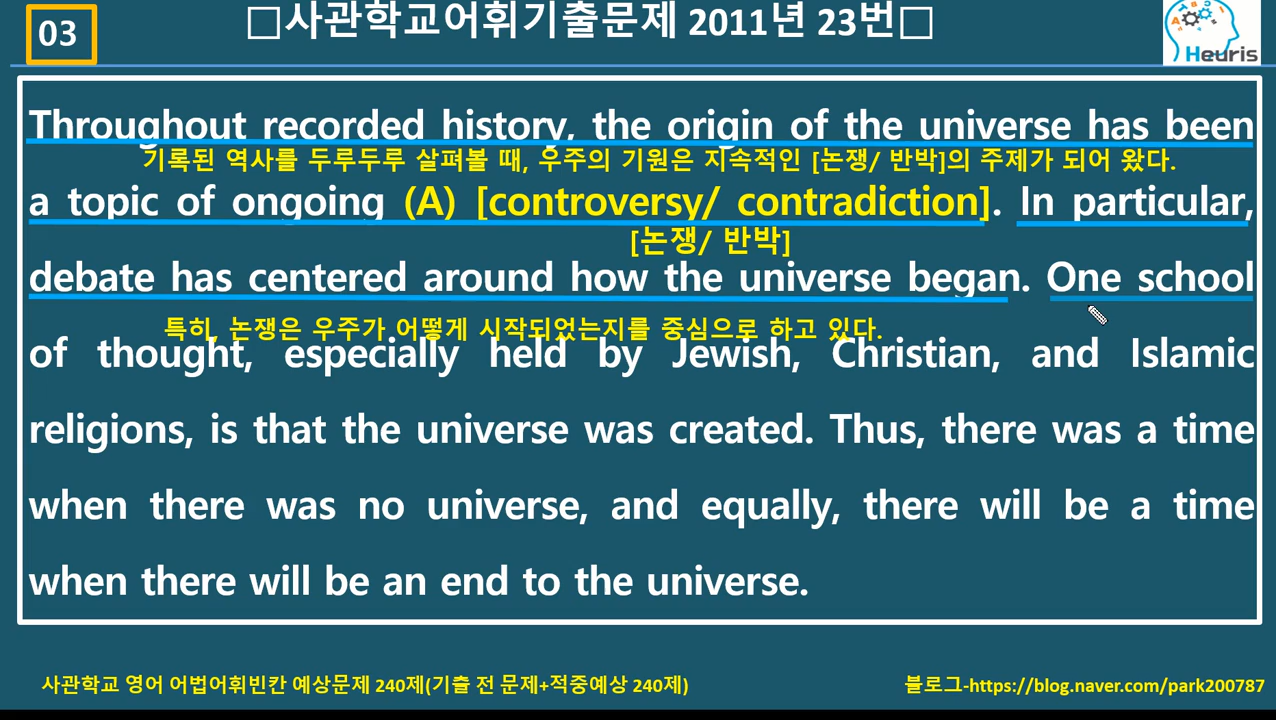 03
□사관학교어휘기출문제 2011년 23번□
Heuris
Throughout recorded history, the origin of the universe has been
기록된 역사를 두루두루 살펴볼 때, 우주의 기원은 지속적인 [논쟁/ 반박]의 주제가 되어 왔다.
a topic of ongoing (A) [controversy/ contradiction]. In particular,
[논쟁/ 반박]
debate has centered around how the universe began. One school
특히, 논쟁은 우주가 어떻게 시작되었는지를 중심으로 하고 있다.
of thought, especially held by Jewish, Christian, and Islamic
religions, is that the universe was created. Thus, there was a time
when there was no universe, and equally, there will be a time
when there will be an end to the universe.
사관학교 영어 어법어휘빈칸 예상문제 240제(기출 전 문제+적중예상 240제)
블로그-https://blog.naver.com/park200787